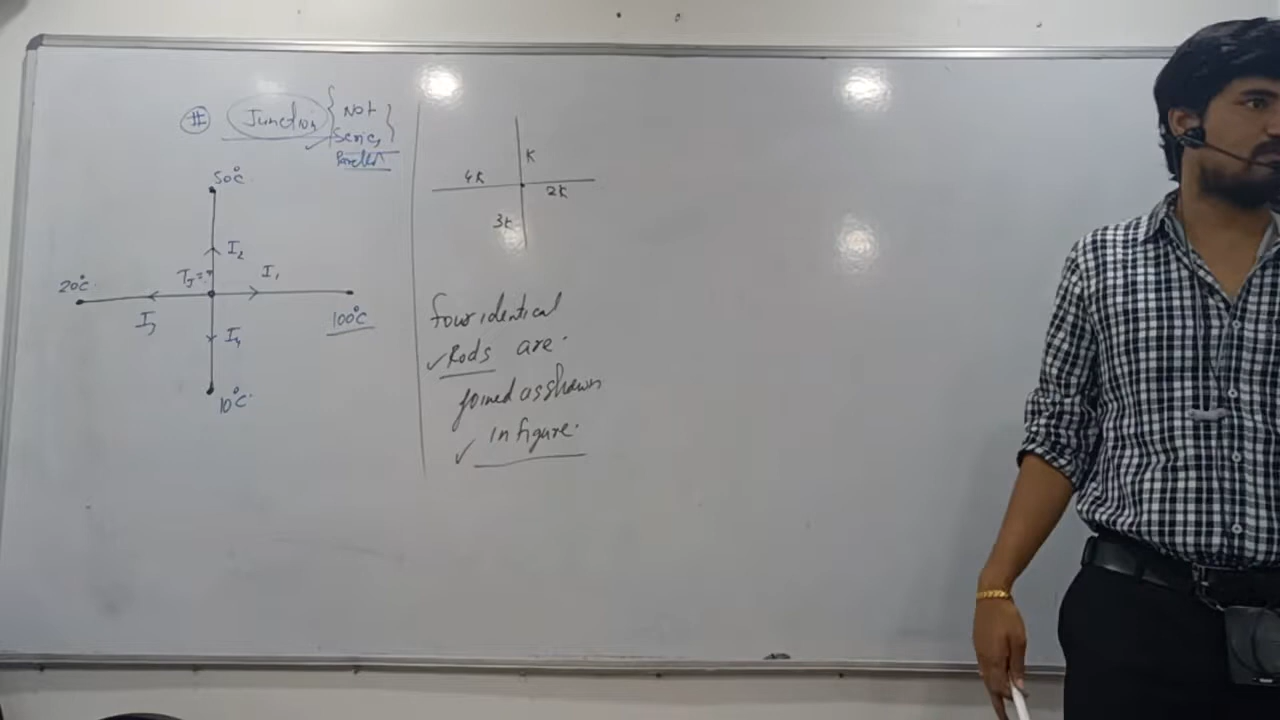 # Junction { Not
Series
Parallel }
50°C
I₂
T_J = ?
I₁
20°C
I₃
I₄
100°C
10°C
K
4K
2K
3K
four identical
✓ Rods are
joined as shown
✓ in figure.